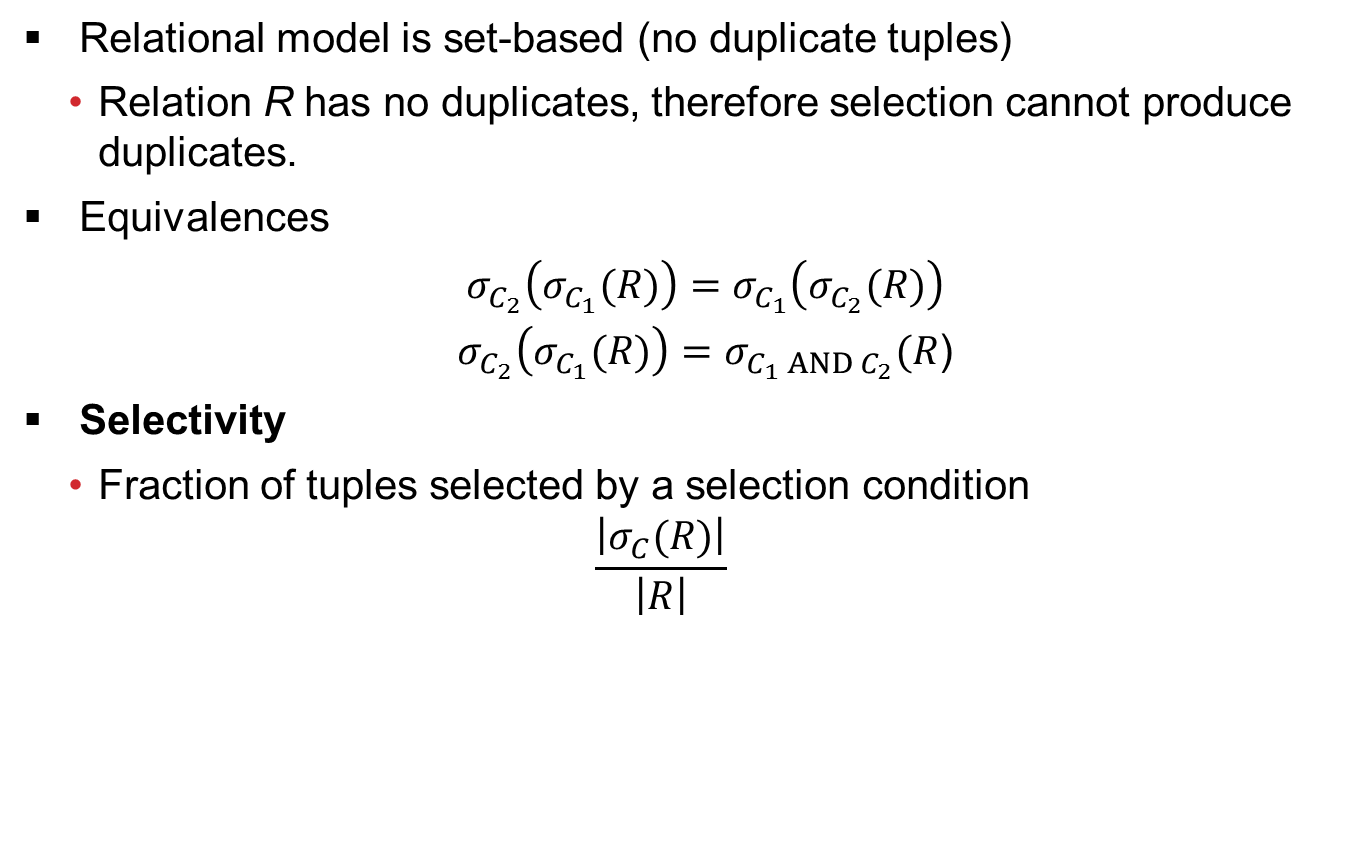 ▪ Relational model is set-based (no duplicate tuples)
• Relation R has no duplicates, therefore selection cannot produce
duplicates.
▪ Equivalences
σ_{C_2}(σ_{C_1}(R)) = σ_{C_1}(σ_{C_2}(R))
σ_{C_2}(σ_{C_1}(R)) = σ_{C_1 AND C_2}(R)
▪ Selectivity
• Fraction of tuples selected by a selection condition
|σ_C(R)|
|R|